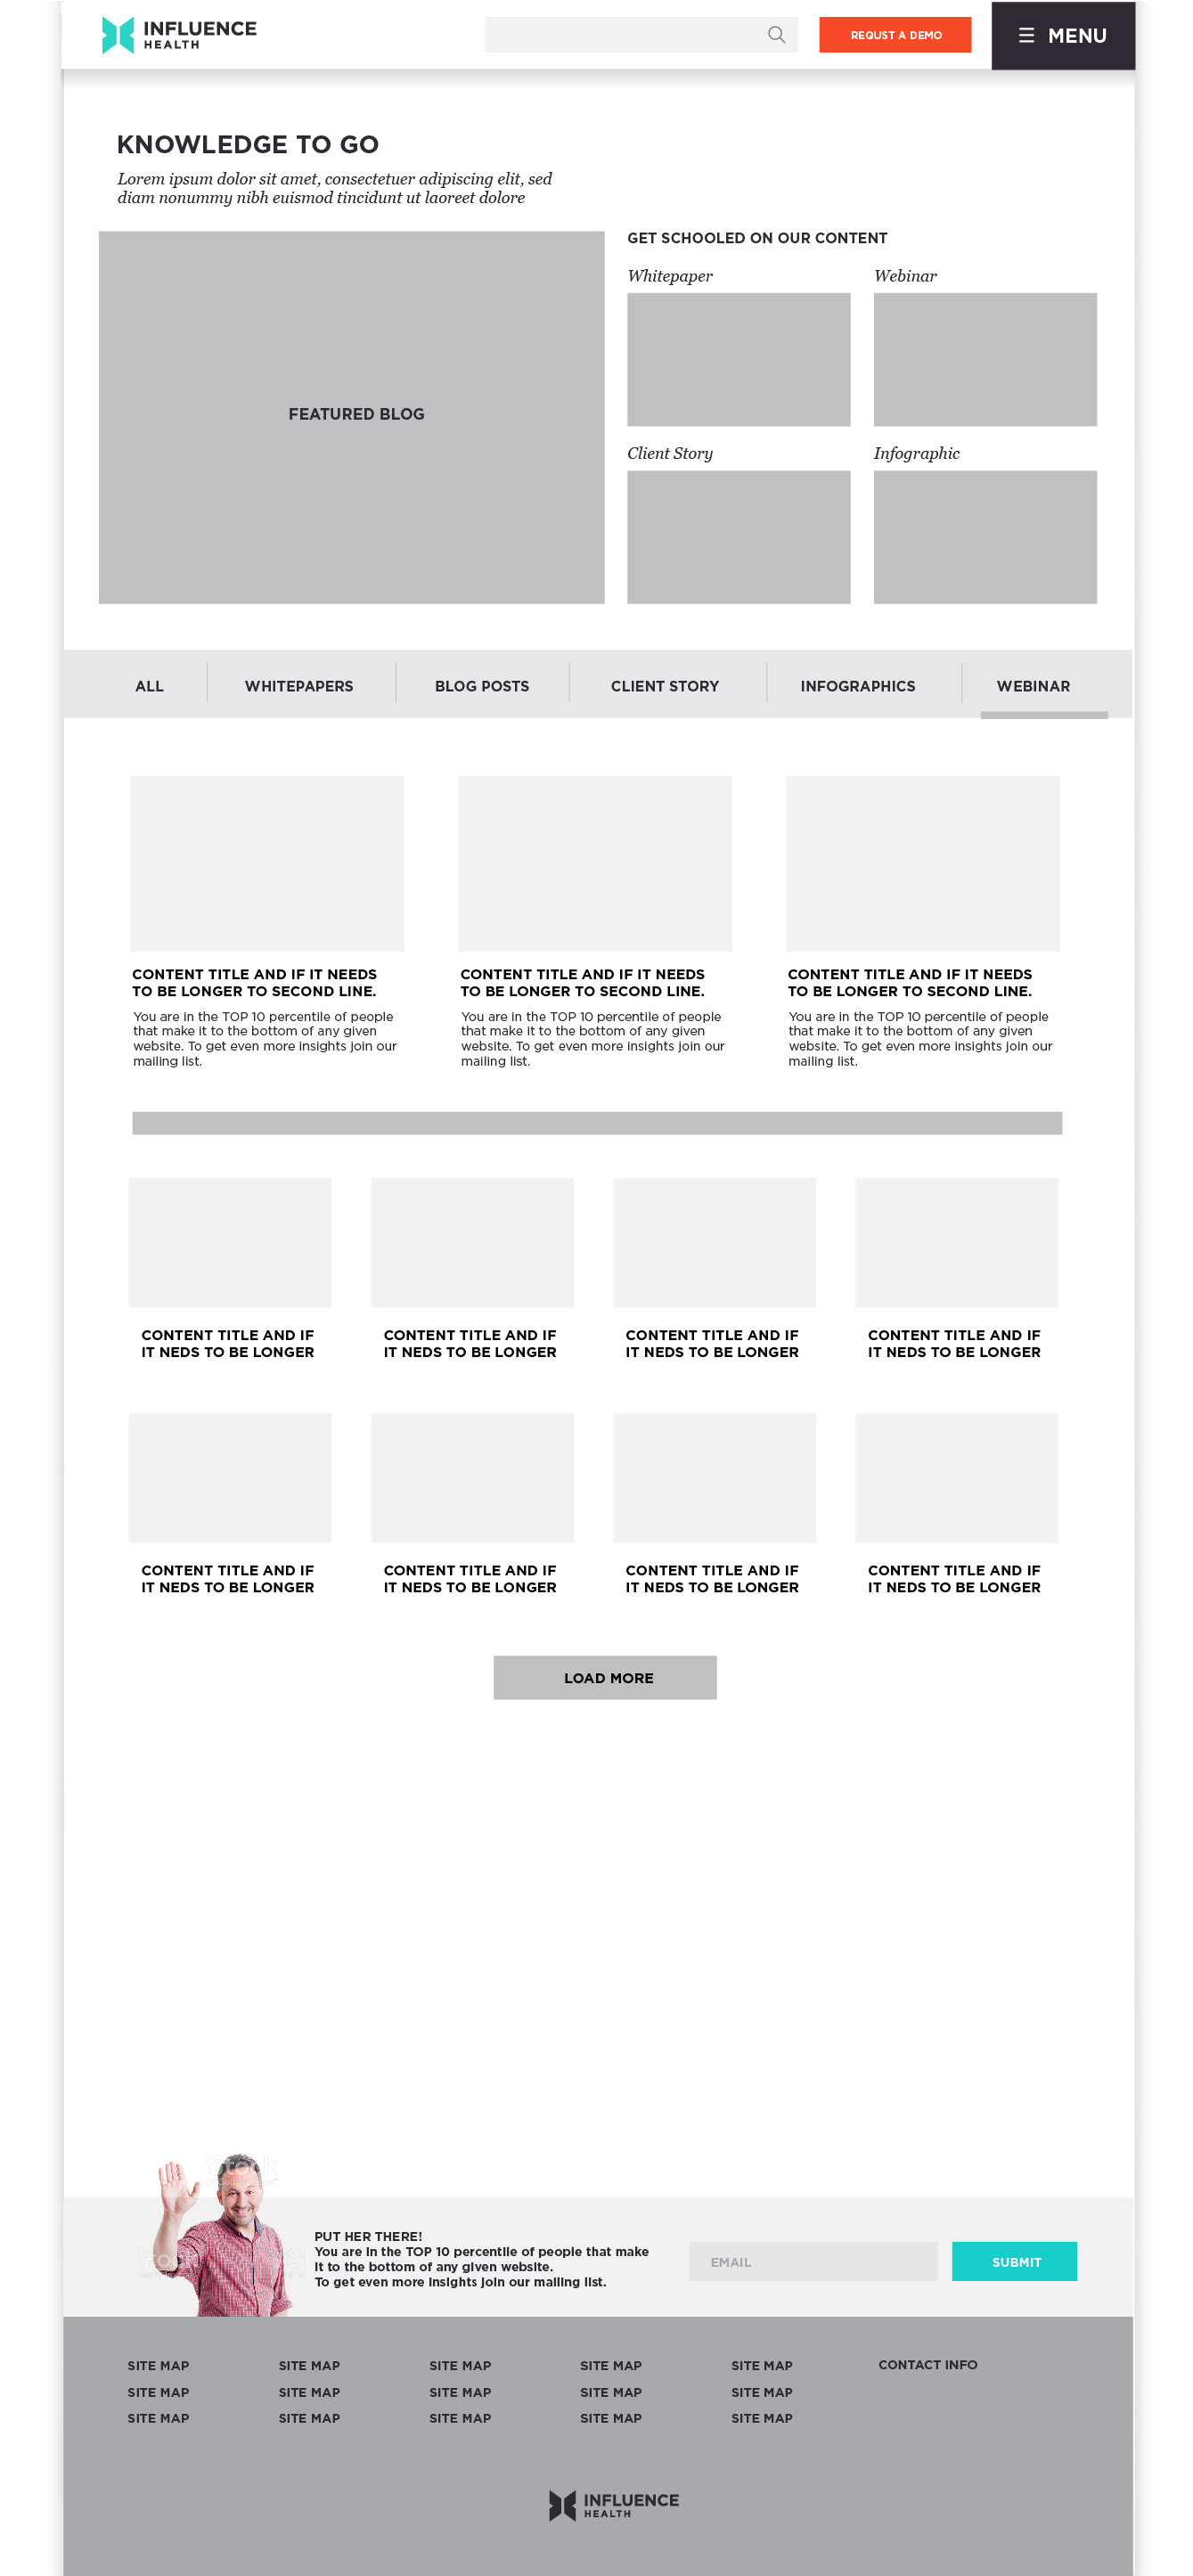 INFLUENCE
HEALTH
REQUST A DEMO
MENU
KNOWLEDGE TO GO
Lorem ipsum dolor sit amet, consectetuer adipiscing elit, sed
diam nonummy nibh euismod tincidunt ut laoreet dolore
FEATURED BLOG
GET SCHOOLED ON OUR CONTENT
Whitepaper
Webinar
Client Story
Infographic
ALL
WHITEPAPERS
BLOG POSTS
CLIENT STORY
INFOGRAPHICS
WEBINAR
CONTENT TITLE AND IF IT NEEDS
TO BE LONGER TO SECOND LINE.
You are in the TOP 10 percentile of people
that make it to the bottom of any given
website. To get even more insights join our
mailing list.
CONTENT TITLE AND IF IT NEEDS
TO BE LONGER TO SECOND LINE.
You are in the TOP 10 percentile of people
that make it to the bottom of any given
website. To get even more insights join our
mailing list.
CONTENT TITLE AND IF IT NEEDS
TO BE LONGER TO SECOND LINE.
You are in the TOP 10 percentile of people
that make it to the bottom of any given
website. To get even more insights join our
mailing list.
CONTENT TITLE AND IF
IT NEDS TO BE LONGER
CONTENT TITLE AND IF
IT NEDS TO BE LONGER
CONTENT TITLE AND IF
IT NEDS TO BE LONGER
CONTENT TITLE AND IF
IT NEDS TO BE LONGER
CONTENT TITLE AND IF
IT NEDS TO BE LONGER
CONTENT TITLE AND IF
IT NEDS TO BE LONGER
CONTENT TITLE AND IF
IT NEDS TO BE LONGER
CONTENT TITLE AND IF
IT NEDS TO BE LONGER
LOAD MORE
PUT HER THERE!
You are in the TOP 10 percentile of people that make
it to the bottom of any given website.
To get even more insights join our mailing list.
EMAIL
SUBMIT
SITE MAP
SITE MAP
SITE MAP
SITE MAP
SITE MAP
CONTACT INFO
SITE MAP
SITE MAP
SITE MAP
SITE MAP
SITE MAP
SITE MAP
SITE MAP
SITE MAP
SITE MAP
SITE MAP
INFLUENCE
HEALTH